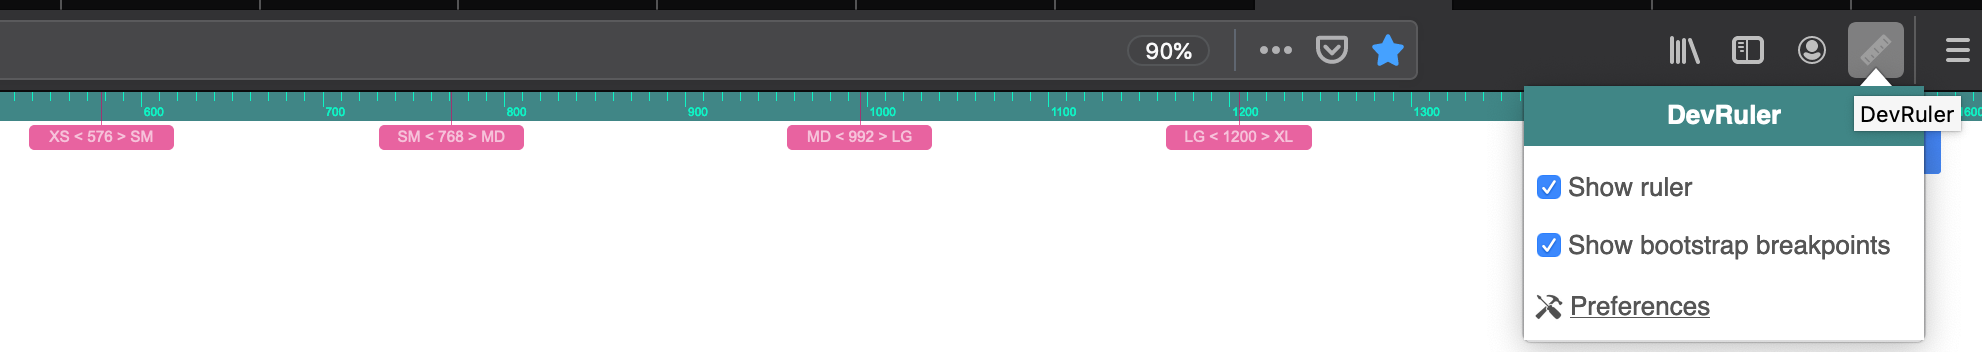 90%
600 700 800 900 1000 1100 1200 1300 1600
XS < 576 > SM
SM < 768 > MD
MD < 992 > LG
LG < 1200 > XL
DevRuler
DevRuler
Show ruler
Show bootstrap breakpoints
Preferences